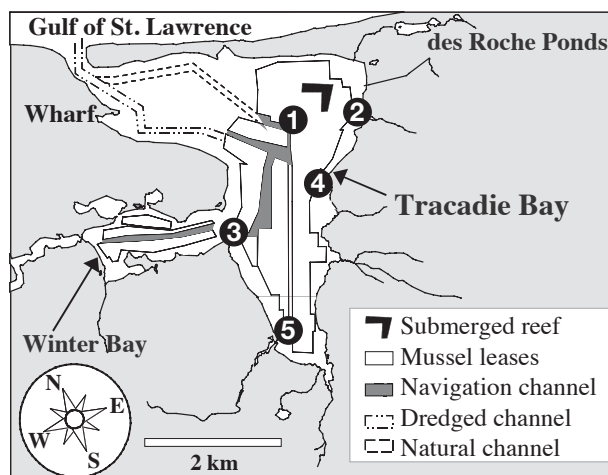 Gulf of St. Lawrence
des Roche Ponds
Wharf
1
2
4
Tracadie Bay
3
5
Winter Bay
Submerged reef
Mussel leases
Navigation channel
Dredged channel
Natural channel
N
E
W
S
2 km